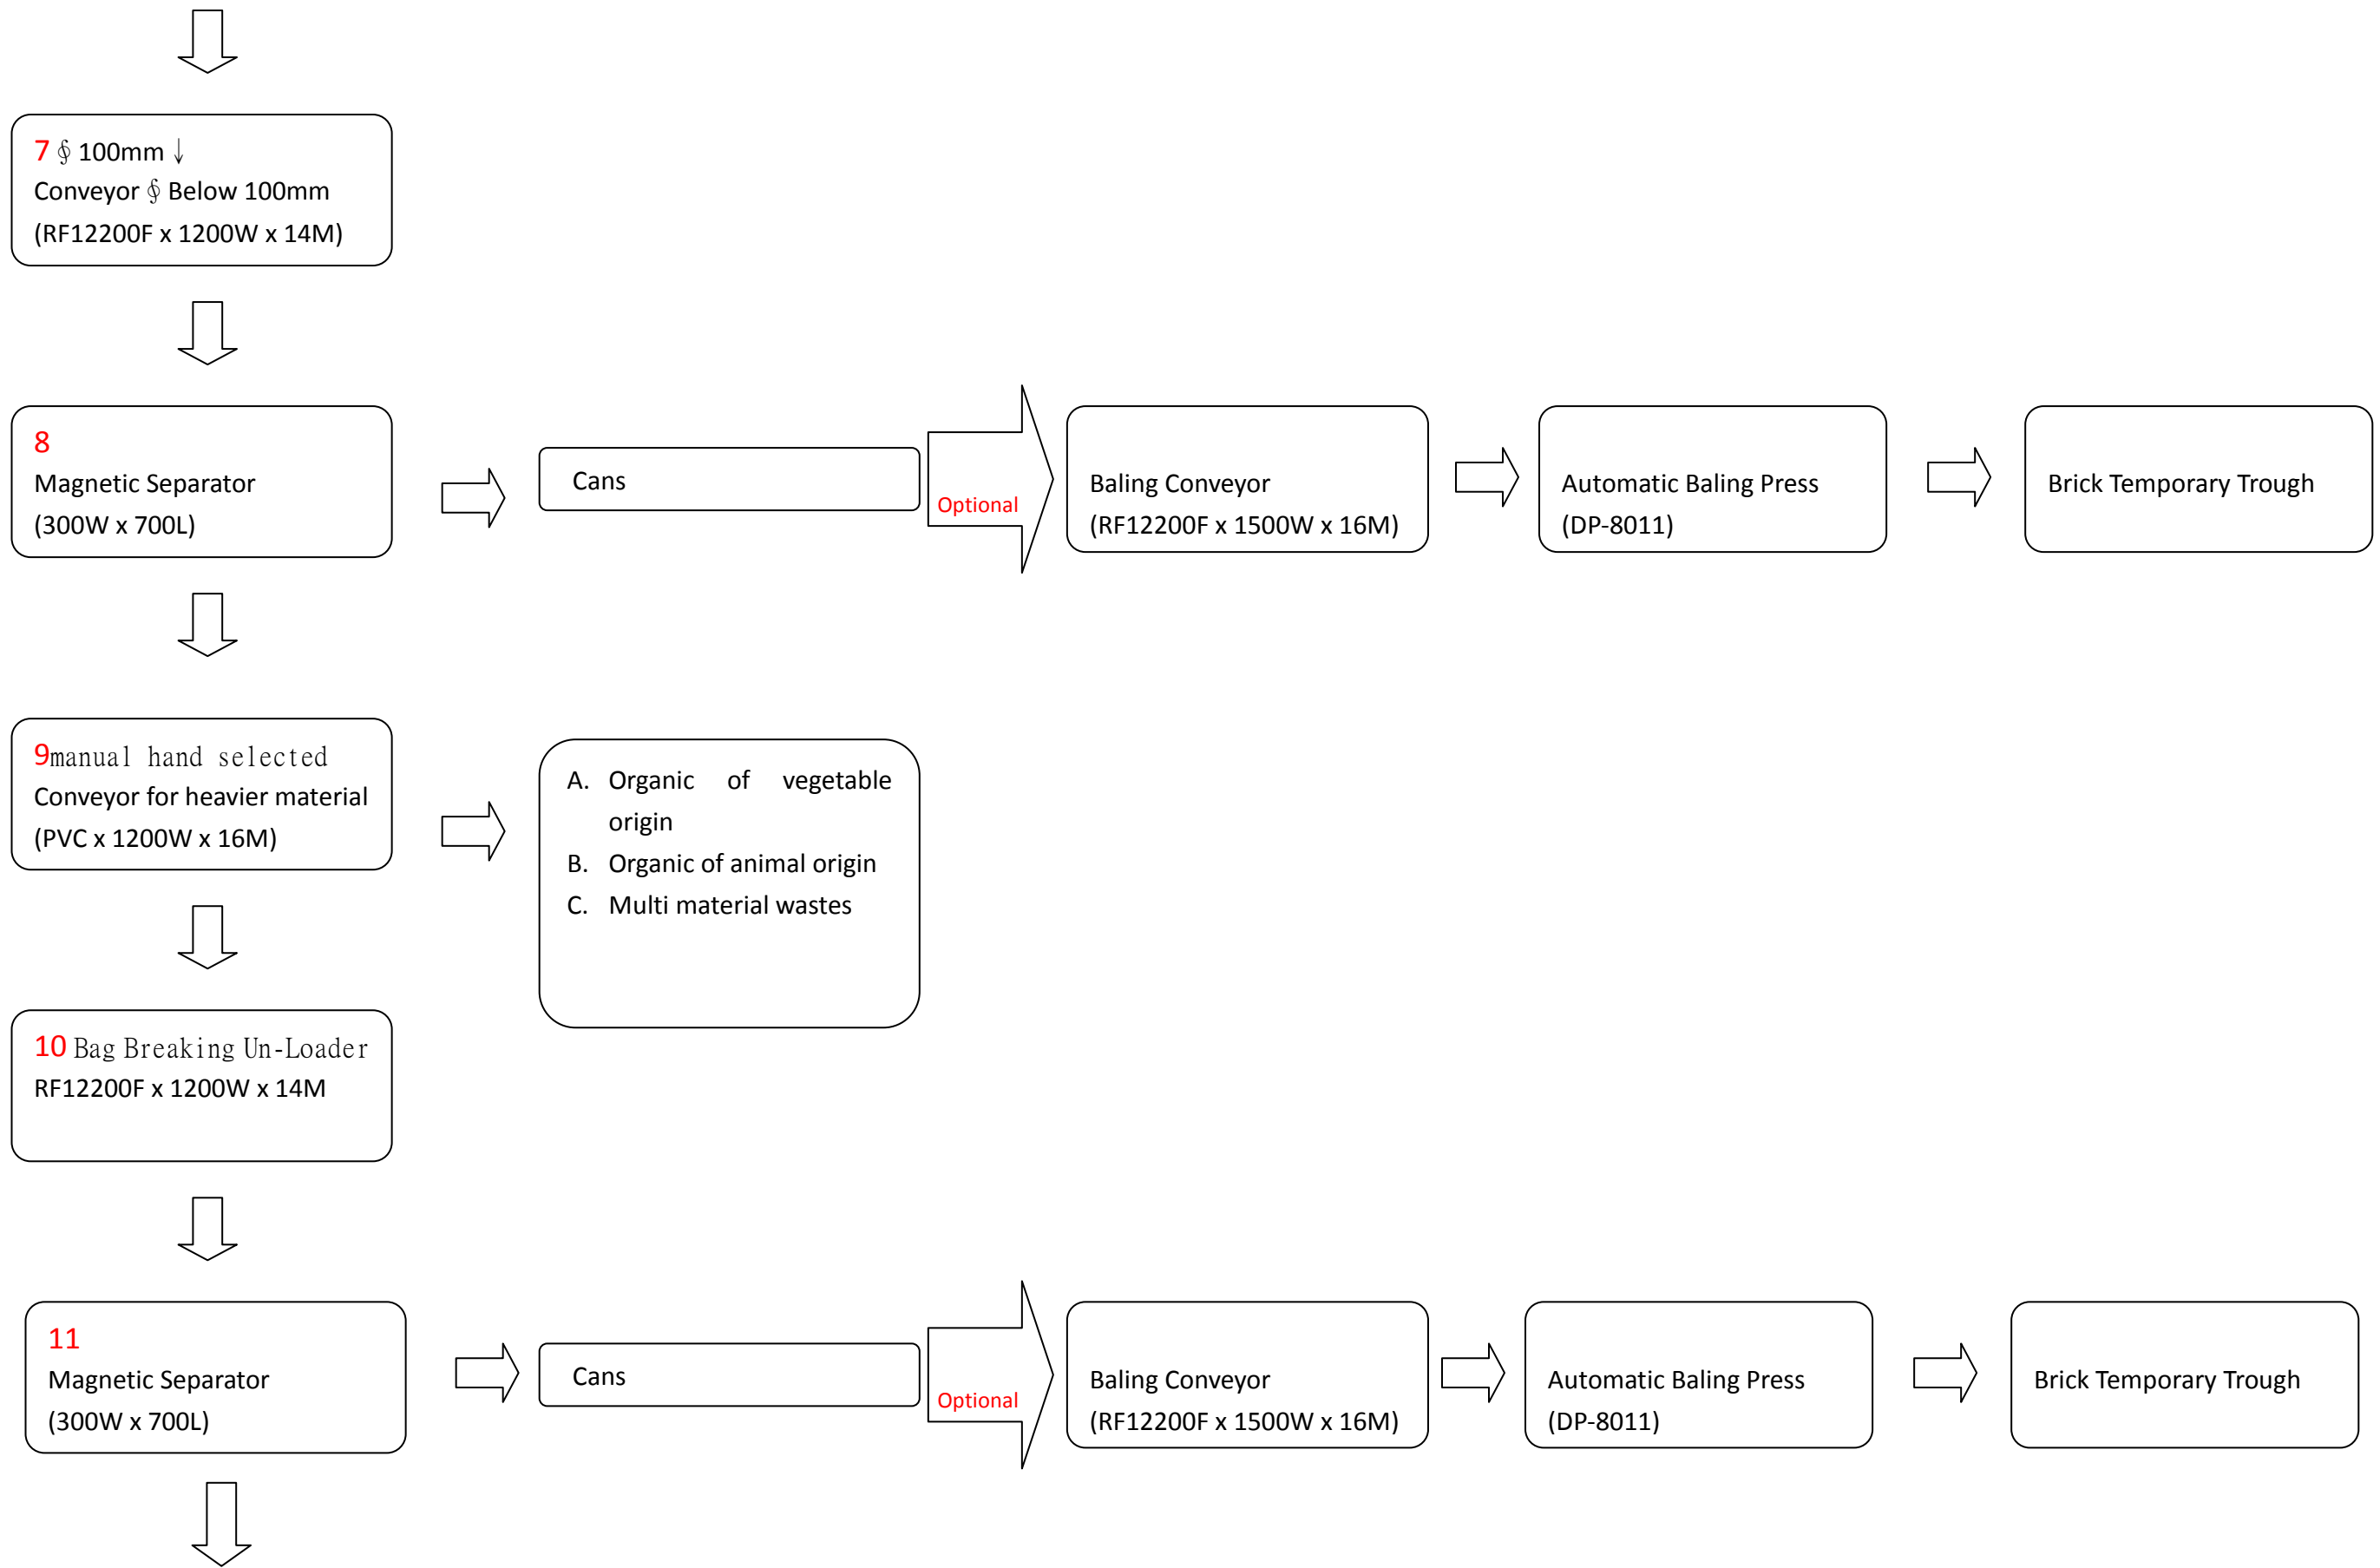 7 ∮ 100mm ↓
Conveyor ∮ Below 100mm
(RF12200F x 1200W x 14M)
8
Magnetic Separator
(300W x 700L)
Cans
Optional
Baling Conveyor
(RF12200F x 1500W x 16M)
Automatic Baling Press
(DP-8011)
Brick Temporary Trough
9manual hand selected
Conveyor for heavier material
(PVC x 1200W x 16M)
A. Organic of vegetable
origin
B. Organic of animal origin
C. Multi material wastes
10 Bag Breaking Un-Loader
RF12200F x 1200W x 14M
11
Magnetic Separator
(300W x 700L)
Cans
Optional
Baling Conveyor
(RF12200F x 1500W x 16M)
Automatic Baling Press
(DP-8011)
Brick Temporary Trough